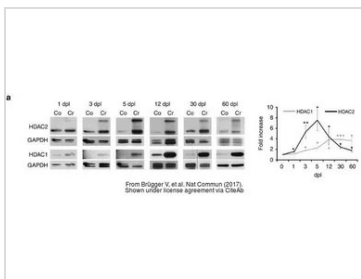 a
1 dpl 3 dpl 5 dpl 12 dpl 30 dpl 60 dpl
Co Cr Co Cr Co Cr Co Cr Co Cr Co Cr
HDAC2
GAPDH
HDAC1
GAPDH
HDAC1 HDAC2
Fold increase
10
8
6
4
2
0
0 1 3 5 12 30 60
dpl
From Brügger V, et al. Nat Commun (2017).
Shown under license agreement via CiteAb